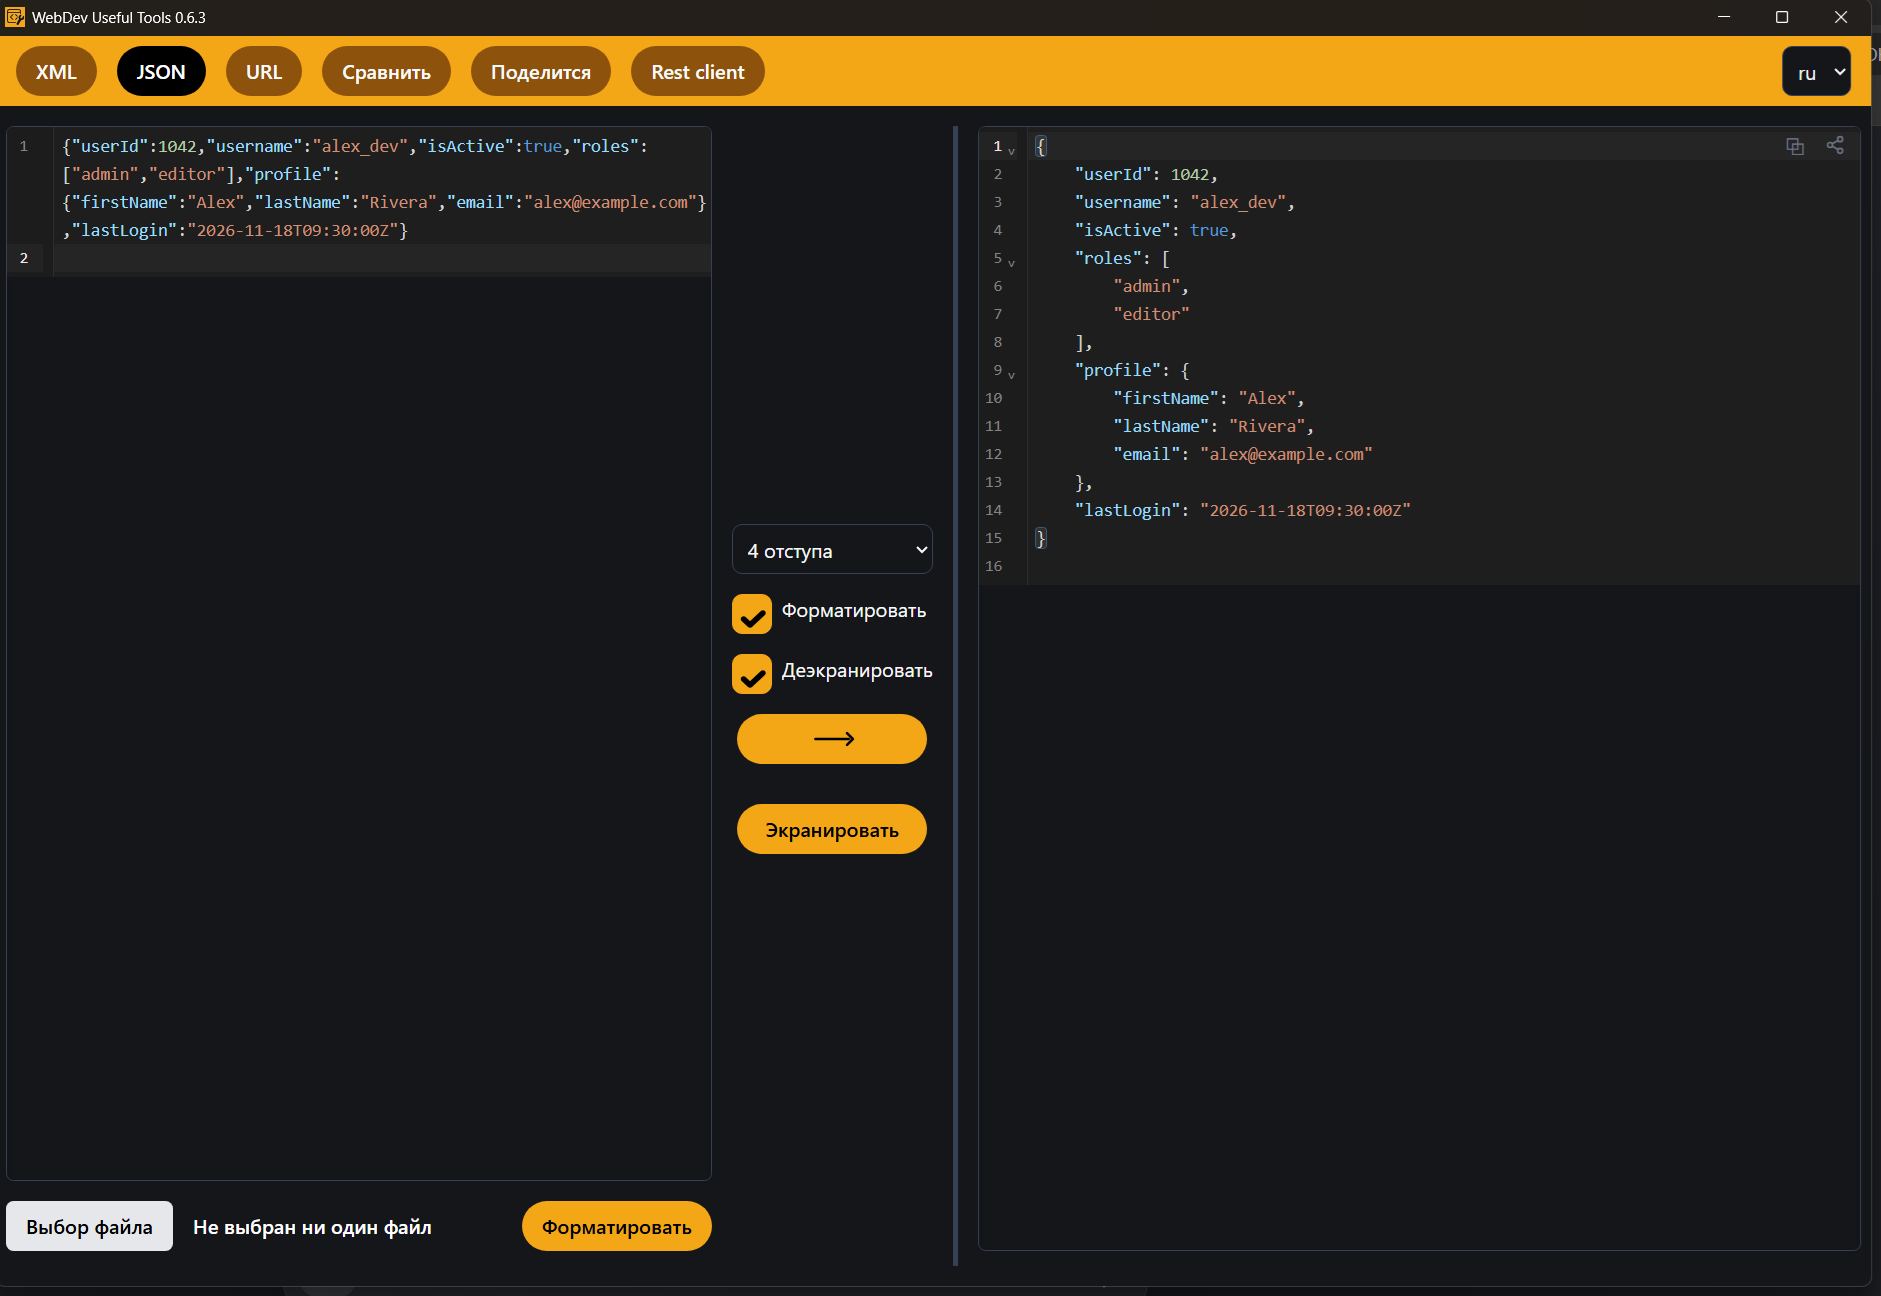 WebDev Useful Tools 0.6.3
XML JSON URL Сравнить Поделится Rest client ru
1 {"userId":1042,"username":"alex_dev","isActive":true,"roles":
["admin","editor"],"profile":
{"firstName":"Alex","lastName":"Rivera","email":"alex@example.com"}
,"lastLogin":"2026-11-18T09:30:00Z"}
2
4 отступа
Форматировать
Деэкранировать
Экранировать
Выбор файла Не выбран ни один файл Форматировать
1 {
2 "userId": 1042,
3 "username": "alex_dev",
4 "isActive": true,
5 "roles": [
6 "admin",
7 "editor"
8 ],
9 "profile": {
10 "firstName": "Alex",
11 "lastName": "Rivera",
12 "email": "alex@example.com"
13 },
14 "lastLogin": "2026-11-18T09:30:00Z"
15 }
16